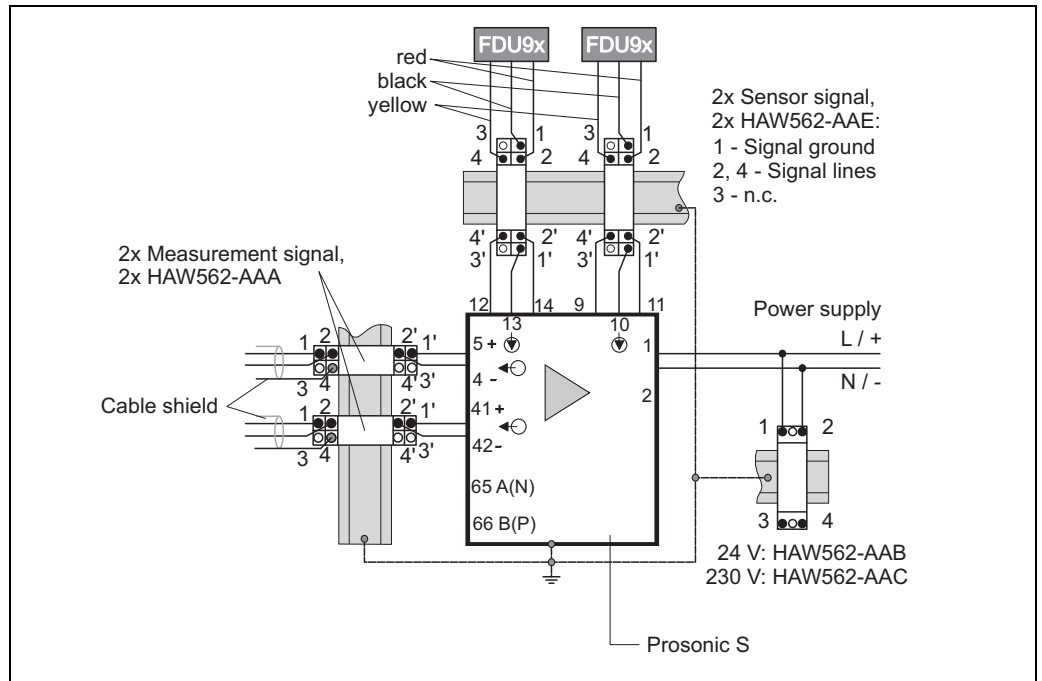 FDU9x FDU9x
red
black
yellow
2x Sensor signal,
2x HAW562-AAE:
1 - Signal ground
2, 4 - Signal lines
3 - n.c.
3 1 3 1
4 2 4 2
4' 2' 4' 2'
3' 1' 3' 1'
2x Measurement signal,
2x HAW562-AAA
12 14 9 11
13 10
Power supply
L / +
N / -
1 2 2' 1'
5 + 1
3 4 4' 3'
4 - 2
Cable shield
1 2 2' 1'
41 +
3 4 4' 3'
42 -
1 2
65 A(N)
66 B(P)
3 4
24 V: HAW562-AAB
230 V: HAW562-AAC
Prosonic S